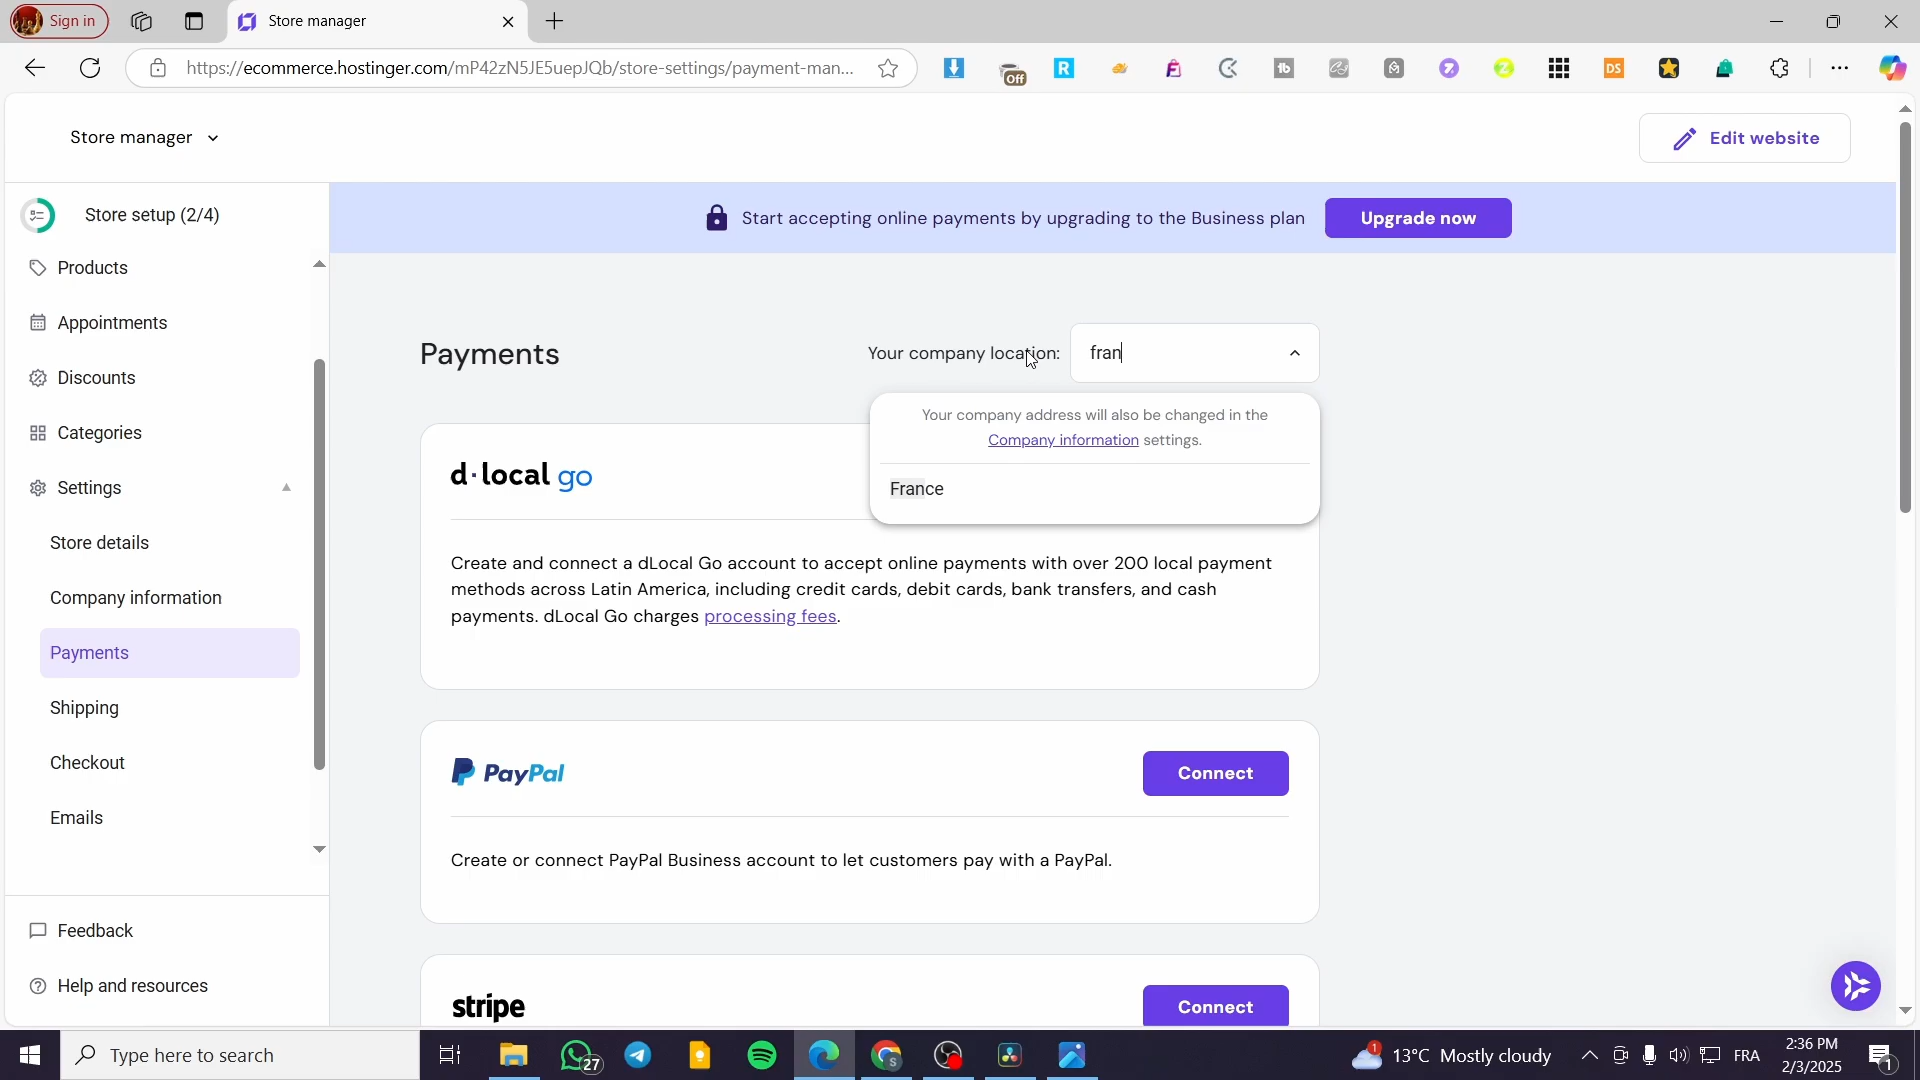 Sign in
Store manager
https://ecommerce.hostinger.com/mP42zN5JE5uepJQb/store-settings/payment-man...
Off
tb
DS
Store manager
Edit website
Store setup (2/4)
Start accepting online payments by upgrading to the Business plan
Upgrade now
Products
Appointments
Discounts
Categories
Settings
Store details
Company information
Payments
Shipping
Checkout
Emails
Feedback
Help and resources
Payments
Your company location:
fran
Your company address will also be changed in the
Company information settings.
France
d·local go
Create and connect a dLocal Go account to accept online payments with over 200 local payment
methods across Latin America, including credit cards, debit cards, bank transfers, and cash
payments. dLocal Go charges processing fees.
PayPal
Connect
Create or connect PayPal Business account to let customers pay with a PayPal.
stripe
Connect
Type here to search
27
S
1
13°C Mostly cloudy
FRA
2:36 PM
2/3/2025
1